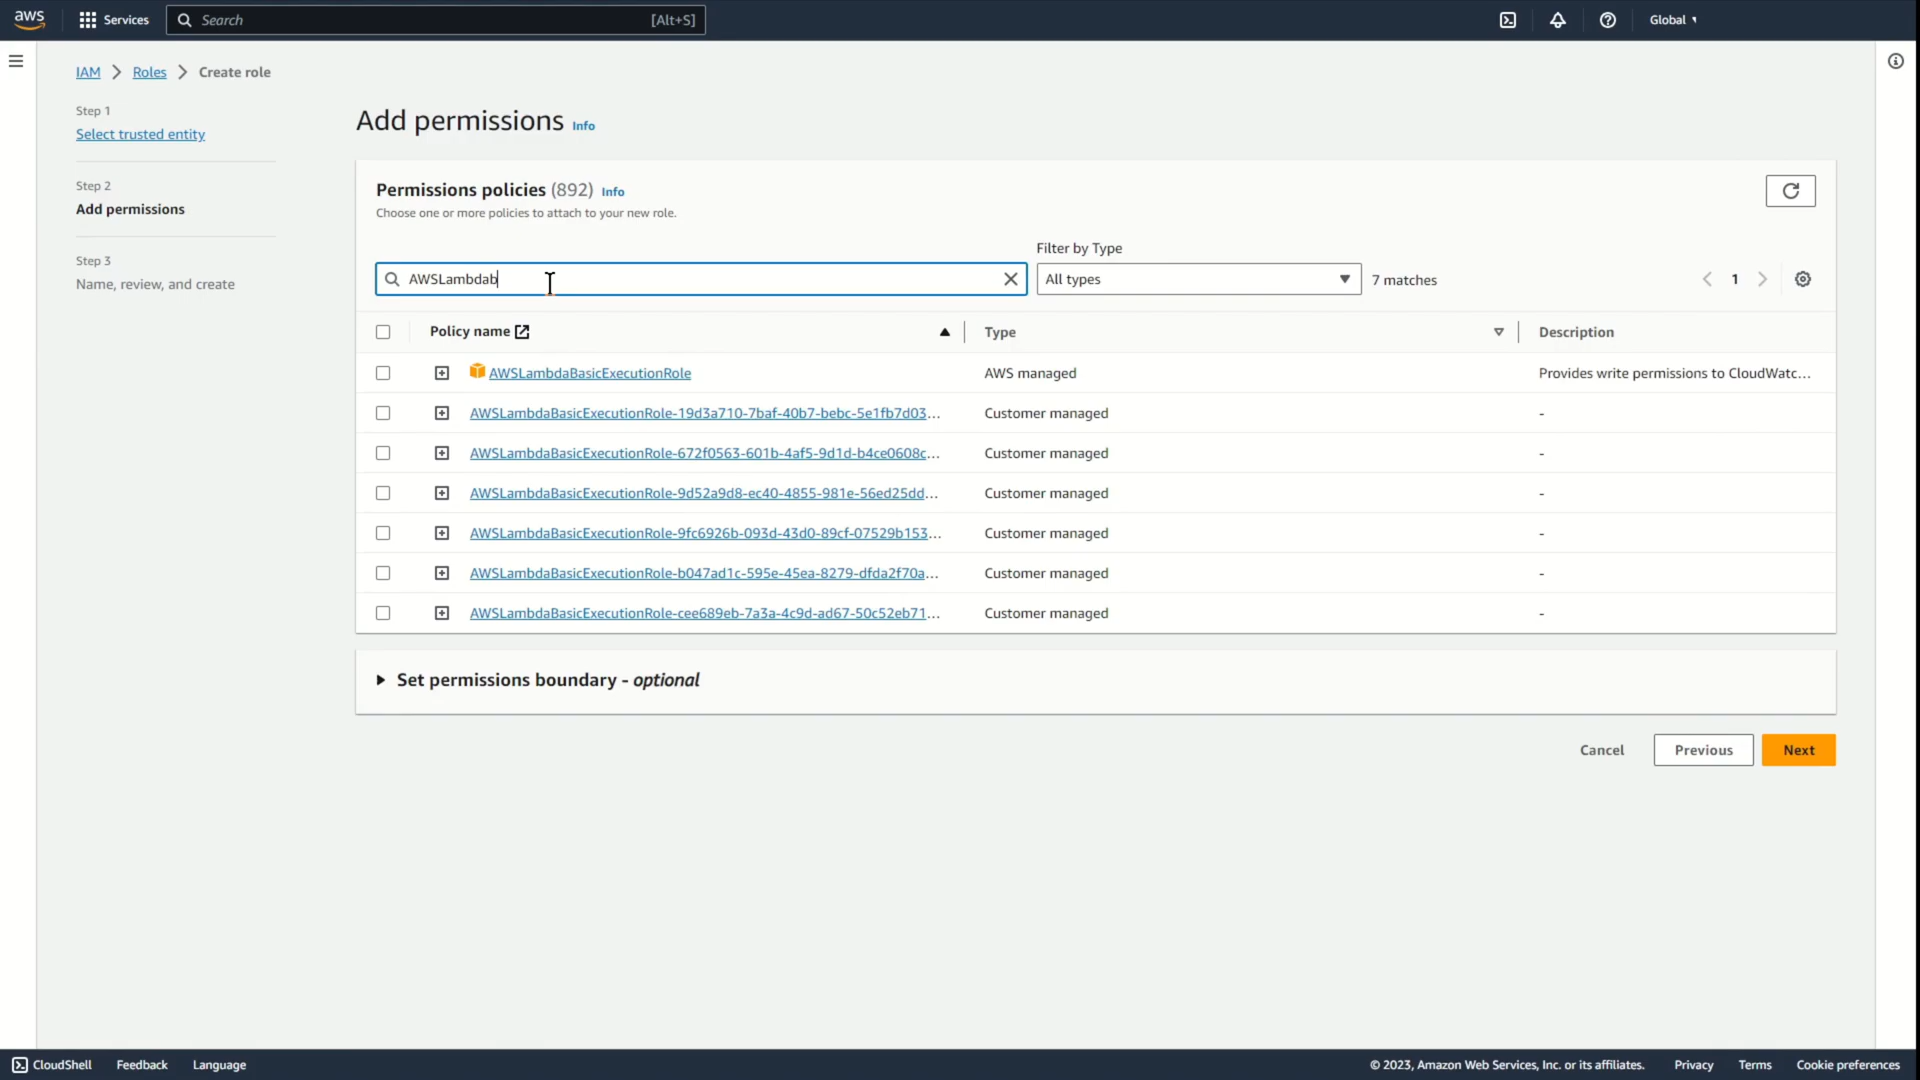 aws
Services
Search
[Alt+S]
Global
IAM
Roles
Create role
Step 1
Select trusted entity
Step 2
Add permissions
Step 3
Name, review, and create
Add permissions Info
Permissions policies (892) Info
Choose one or more policies to attach to your new role.
Filter by Type
AWSLambdab
All types
7 matches
1
Policy name
Type
Description
AWSLambdaBasicExecutionRole
AWS managed
Provides write permissions to CloudWatc...
AWSLambdaBasicExecutionRole-19d3a710-7baf-40b7-bebc-5e1fb7d03...
Customer managed
-
AWSLambdaBasicExecutionRole-672f0563-601b-4af5-9d1d-b4ce0608c...
Customer managed
-
AWSLambdaBasicExecutionRole-9d52a9d8-ec40-4855-981e-56ed25dd...
Customer managed
-
AWSLambdaBasicExecutionRole-9fc6926b-093d-43d0-89cf-07529b153...
Customer managed
-
AWSLambdaBasicExecutionRole-b047ad1c-595e-45ea-8279-dfda2f70a...
Customer managed
-
AWSLambdaBasicExecutionRole-cee689eb-7a3a-4c9d-ad67-50c52eb71...
Customer managed
-
Set permissions boundary - optional
Cancel
Previous
Next
CloudShell
Feedback
Language
© 2023, Amazon Web Services, Inc. or its affiliates.
Privacy
Terms
Cookie preferences